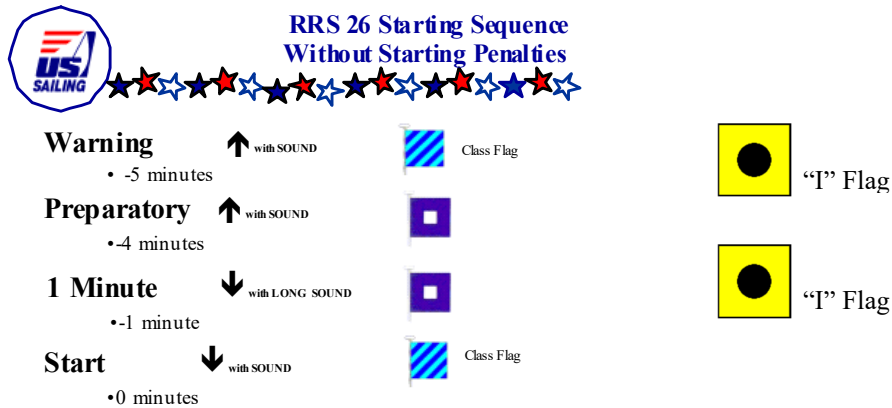 RRS 26 Starting Sequence
Without Starting Penalties
US
SAILING
Warning with SOUND Class Flag
• -5 minutes
"I" Flag
Preparatory with SOUND
•-4 minutes
1 Minute with LONG SOUND
"I" Flag
•-1 minute
Start with SOUND Class Flag
•0 minutes